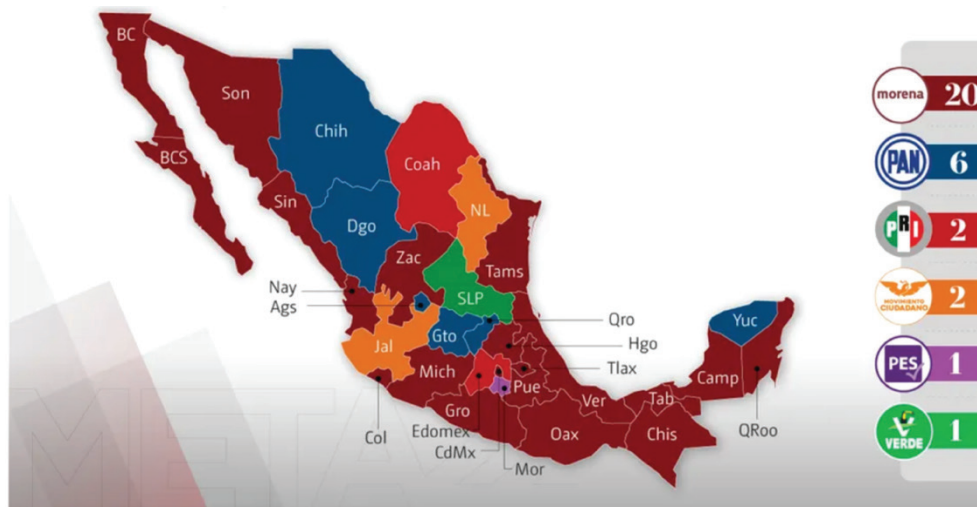 BC
Son
Chih
Coah
BCS
Sin
NL
Dgo
Zac
Tams
Nay
Ags
SLP
Qro
Yuc
Jal
Gto
Hgo
Mich
Tlax
Pue
Camp
Gro
Ver
Tab
Col
Edomex
Oax
Chis
QRoo
CdMx
Mor
morena 20
PAN 6
PRI 2
MOVIMIENTO
CIUDADANO 2
PES 1
VERDE 1